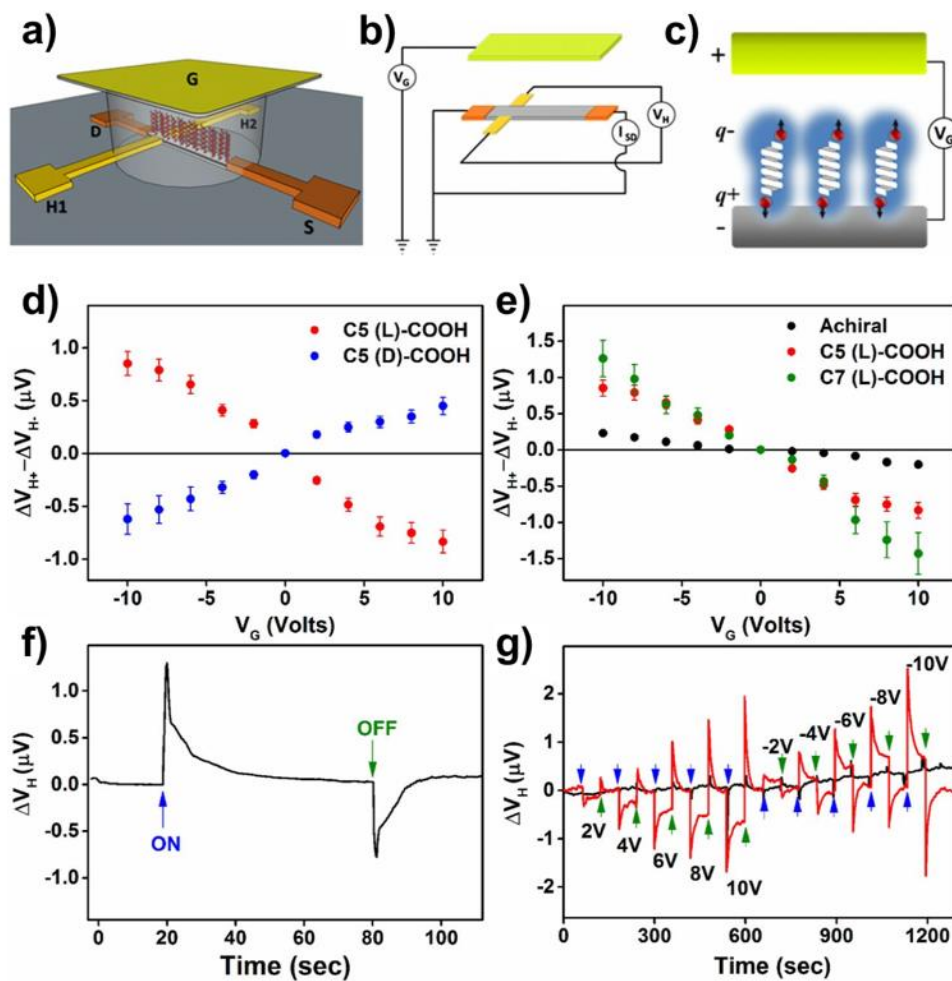 a)
G
D
H2
H1
S
b)
V_G
V_H
I_SD
c)
+
q-
q+
-
V_G
d)
C5 (L)-COOH
C5 (D)-COOH
ΔV_H+–ΔV_H- (μV)
1.0
0.5
0.0
-0.5
-1.0
-10 -5 0 5 10
V_G (Volts)
e)
Achiral
C5 (L)-COOH
C7 (L)-COOH
ΔV_H+–ΔV_H- (μV)
1.5
1.0
0.5
0.0
-0.5
-1.0
-1.5
-10 -5 0 5 10
V_G (Volts)
f)
ΔV_H (μV)
1.0
0.5
0.0
-0.5
-1.0
ON
OFF
0 20 40 60 80 100
Time (sec)
g)
ΔV_H (μV)
2
1
0
-1
-2
2V
4V
6V
8V
10V
-2V
-4V
-6V
-8V
-10V
0 300 600 900 1200
Time (sec)